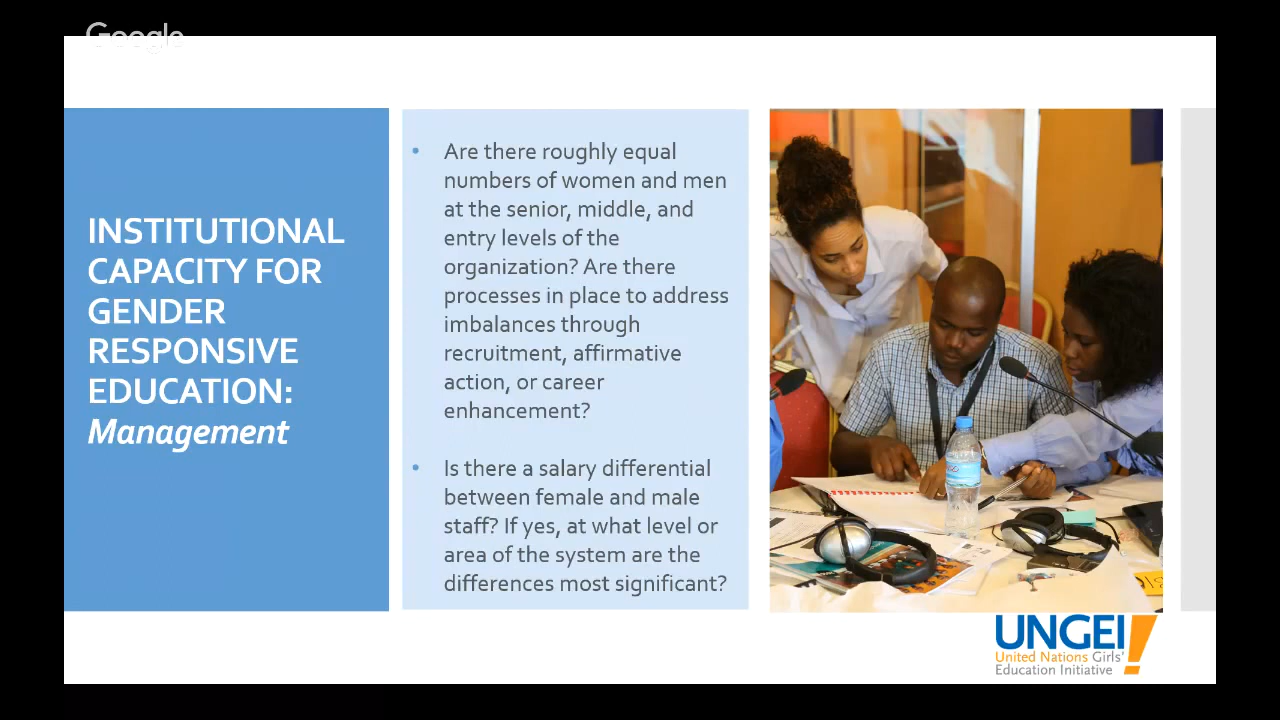 Google
INSTITUTIONAL
CAPACITY FOR
GENDER
RESPONSIVE
EDUCATION:
Management
• Are there roughly equal
numbers of women and men
at the senior, middle, and
entry levels of the
organization? Are there
processes in place to address
imbalances through
recruitment, affirmative
action, or career
enhancement?
• Is there a salary differential
between female and male
staff? If yes, at what level or
area of the system are the
differences most significant?
UNGEI!
United Nations Girls'
Education Initiative